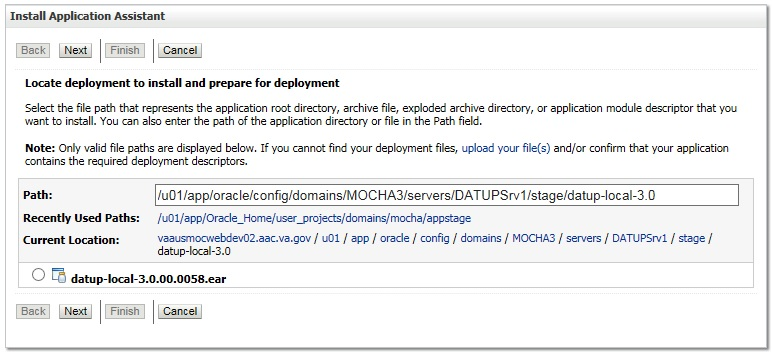 Install Application Assistant
Back Next Finish Cancel
Locate deployment to install and prepare for deployment
Select the file path that represents the application root directory, archive file, exploded archive directory, or application module descriptor that you
want to install. You can also enter the path of the application directory or file in the Path field.
Note: Only valid file paths are displayed below. If you cannot find your deployment files, upload your file(s) and/or confirm that your application
contains the required deployment descriptors.
Path: /u01/app/oracle/config/domains/MOCHA3/servers/DATUPSrv1/stage/datup-local-3.0
Recently Used Paths: /u01/app/Oracle_Home/user_projects/domains/mocha/appstage
Current Location: vaausmocwebdev02.aac.va.gov / u01 / app / oracle / config / domains / MOCHA3 / servers / DATUPSrv1 / stage /
datup-local-3.0
datup-local-3.0.00.0058.ear
Back Next Finish Cancel